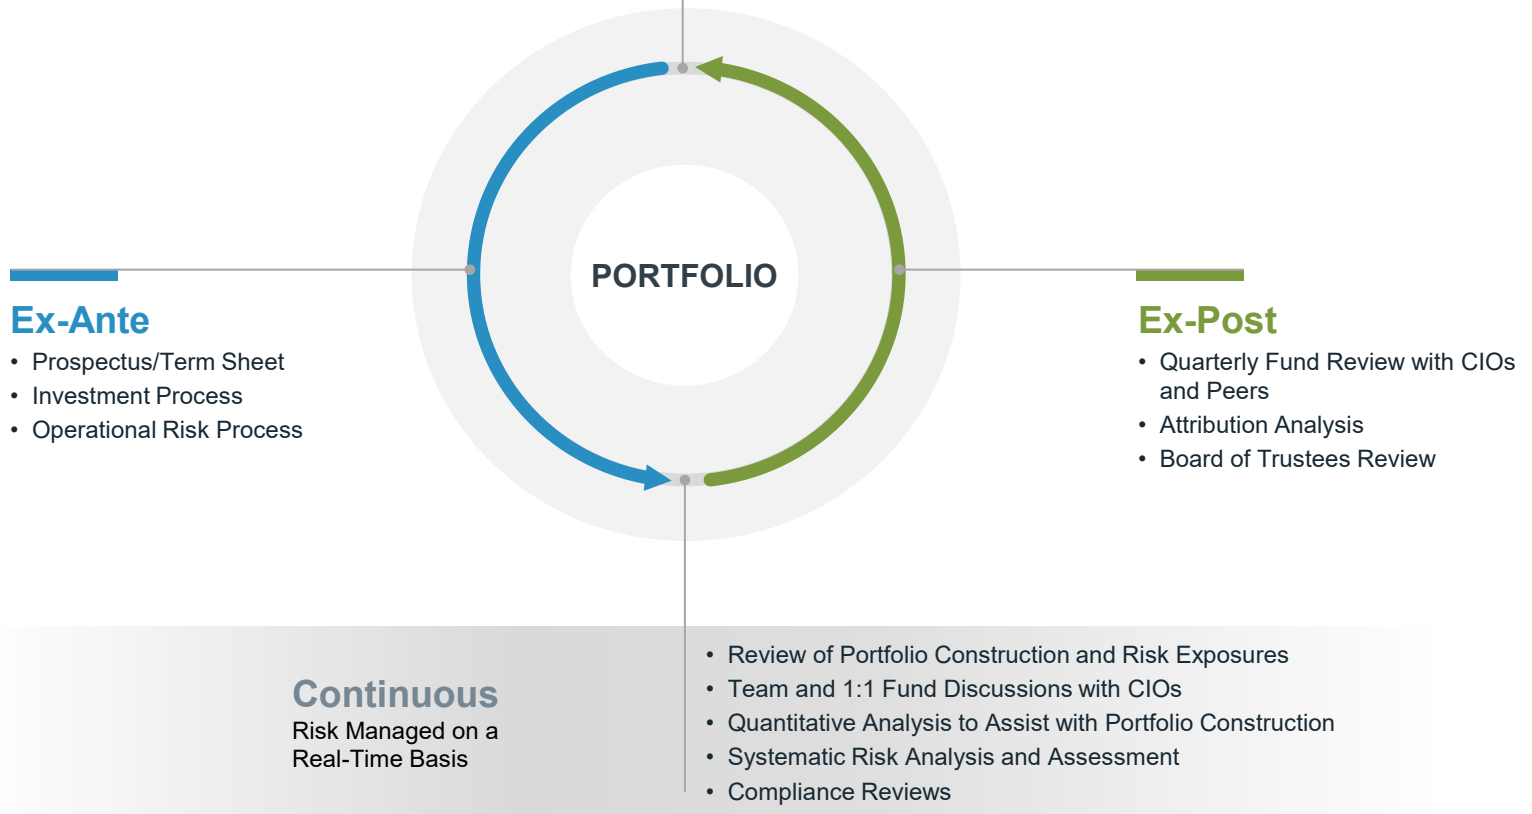 PORTFOLIO
Ex-Ante
• Prospectus/Term Sheet
• Investment Process
• Operational Risk Process
Ex-Post
• Quarterly Fund Review with CIOs
and Peers
• Attribution Analysis
• Board of Trustees Review
Continuous
Risk Managed on a
Real-Time Basis
• Review of Portfolio Construction and Risk Exposures
• Team and 1:1 Fund Discussions with CIOs
• Quantitative Analysis to Assist with Portfolio Construction
• Systematic Risk Analysis and Assessment
• Compliance Reviews